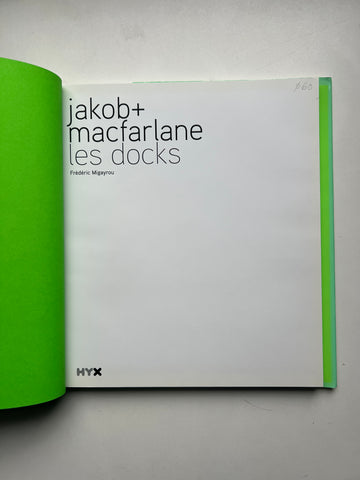 jakob+
macfarlane
les docks
Frédéric Migayrou
HYX